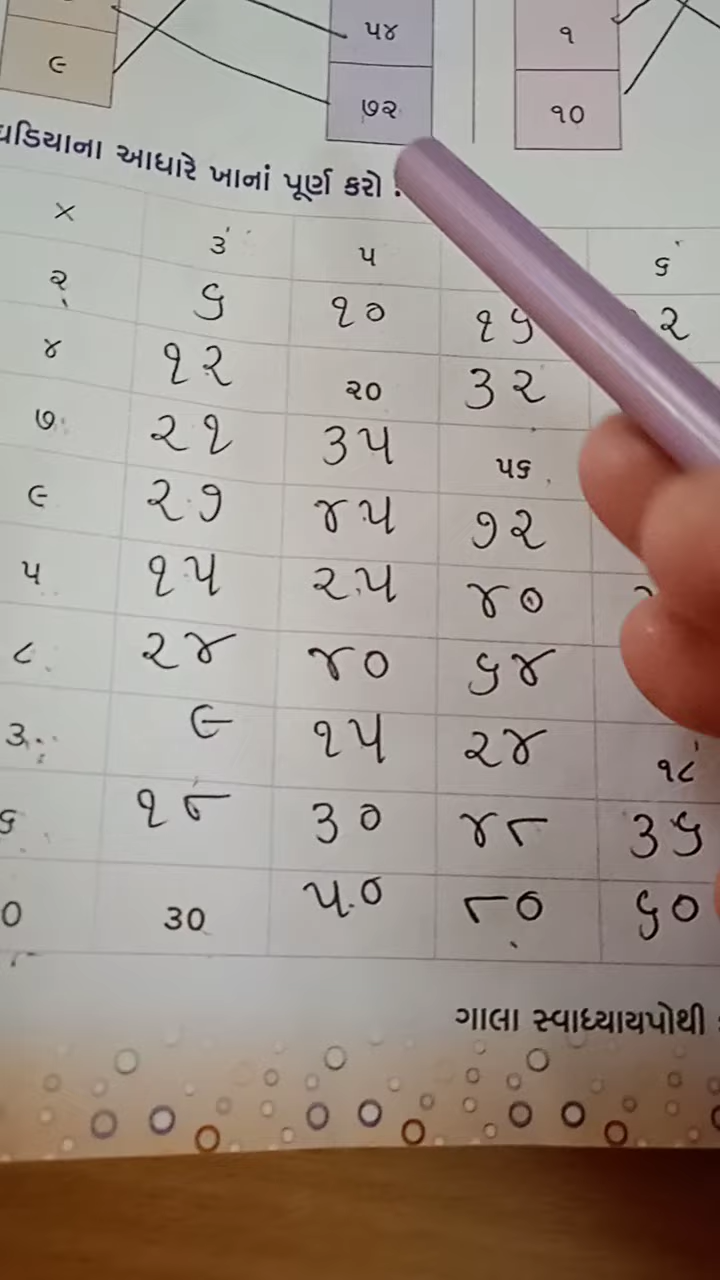 ૫૪
૯ ૧
૭૨ ૧૦
ઘડિયાના આધારે ખાનાં પૂર્ણ કરો :
× ૩ ૫ ૬
૨ ૬ ૧૦ ૧૬ ૧૨
૪ ૧૨ ૨૦ ૩૨
૭ ૨૧ ૩૫ ૫૬
૯ ૨૭ ૪૫ ૭૨
૫ ૧૫ ૨૫ ૪૦
૮ ૨૪ ૪૦ ૬૪
૩ ૯ ૧૫ ૨૪ ૧૮
૬ ૧૮ ૩૦ ૪૮ ૩૬
૦ ૩૦ ૫૦ ૮૦ ૬૦
ગાલા સ્વાધ્યાયપોથી